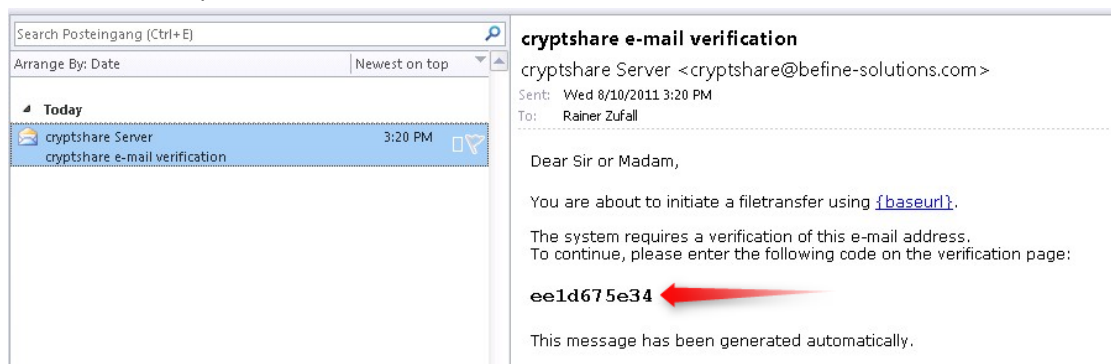 Search Posteingang (Ctrl+E)
Arrange By: Date
Newest on top
Today
cryptshare Server
3:20 PM
cryptshare e-mail verification
cryptshare e-mail verification
cryptshare Server <cryptshare@befine-solutions.com>
Sent: Wed 8/10/2011 3:20 PM
To: Rainer Zufall
Dear Sir or Madam,
You are about to initiate a filetransfer using {baseurl}.
The system requires a verification of this e-mail address.
To continue, please enter the following code on the verification page:
ee1d675e34
This message has been generated automatically.